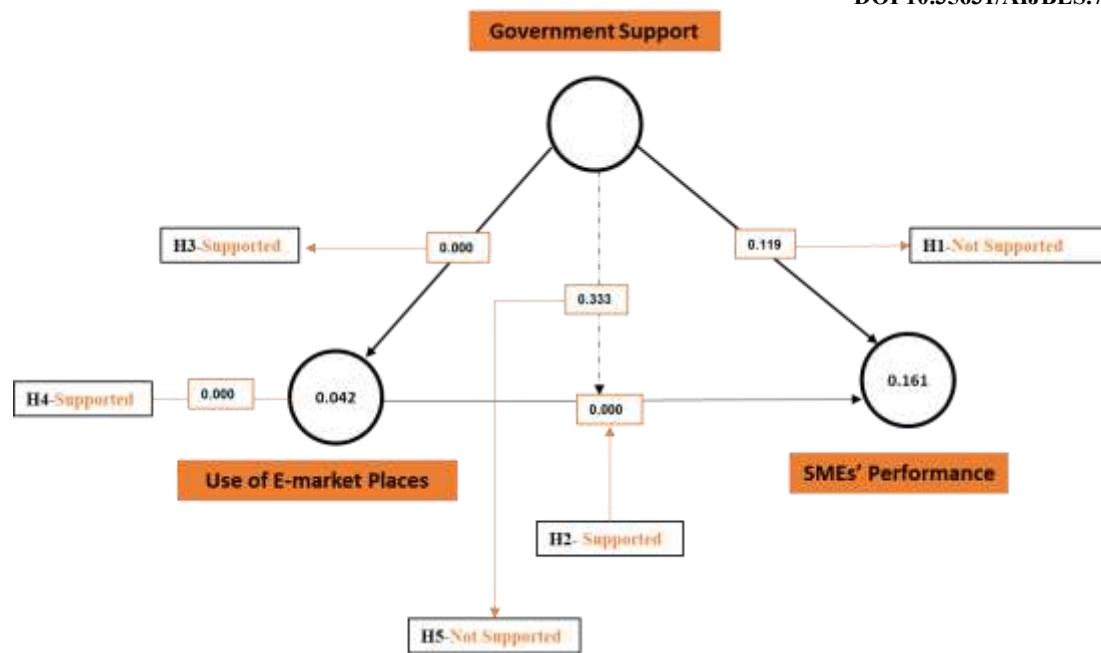 Government Support
H3-Supported
0.000
0.119
H1-Not Supported
0.333
H4-Supported
0.000
0.042
0.000
0.161
Use of E-market Places
SMEs' Performance
H2- Supported
H5-Not Supported